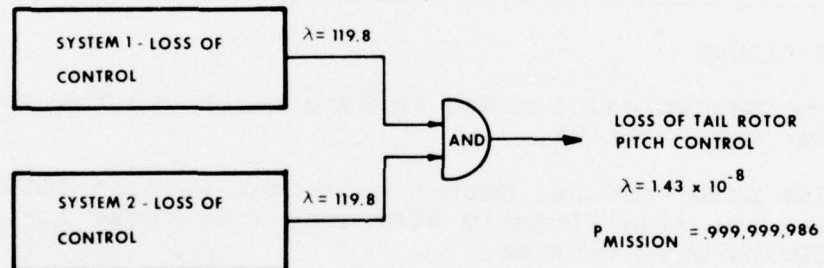 SYSTEM 1 - LOSS OF
CONTROL
λ= 119.8
AND
LOSS OF TAIL ROTOR
PITCH CONTROL
λ= 1.43 x 10-8
PMISSION = .999,999,986
SYSTEM 2 - LOSS OF
CONTROL
λ= 119.8